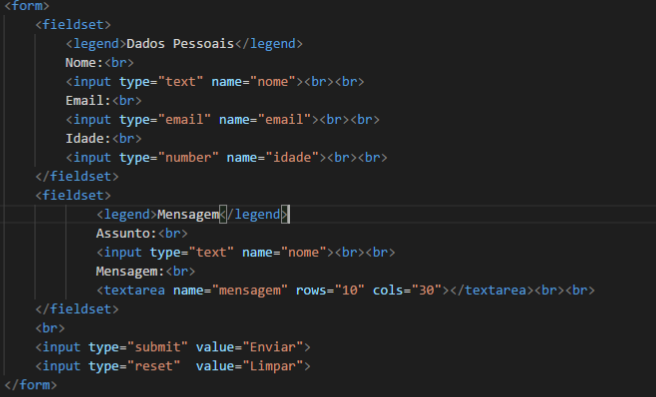 <form>
<fieldset>
<legend>Dados Pessoais</legend>
Nome:<br>
<input type="text" name="nome"><br><br>
Email:<br>
<input type="email" name="email"><br><br>
Idade:<br>
<input type="number" name="idade"><br><br>
</fieldset>
<fieldset>
<legend>Mensagem</legend>
Assunto:<br>
<input type="text" name="nome"><br><br>
Mensagem:<br>
<textarea name="mensagem" rows="10" cols="30"></textarea><br><br>
</fieldset>
<br>
<input type="submit" value="Enviar">
<input type="reset"  value="Limpar">
</form>